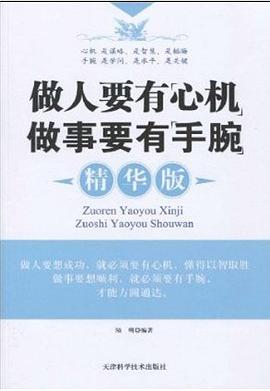 心机 是谋略、是智慧、是韬略
手腕 是学问、是水平、是关键
做人要有「心机」
做事要有「手腕」
精华版
Zuoren Yaoyou Xinji
Zuoshi Yaoyou Shouwan
做人要想成功，就必须要有心机，懂得以智取胜
做事要想顺利，就必须要有手腕，
才能方圆通达。
明◎编著
天津科学技术出版社